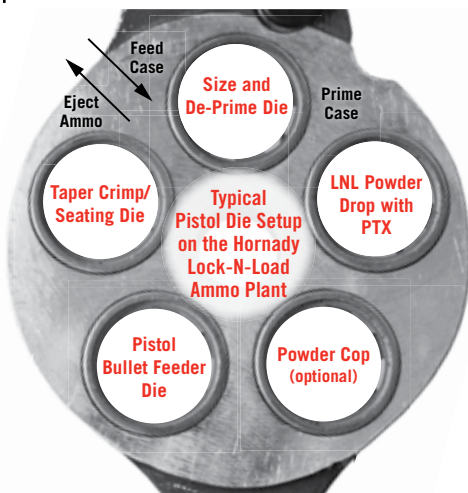 Feed
Case
Eject
Ammo
Size and
De-Prime Die
Prime
Case
Taper Crimp/
Seating Die
Typical
Pistol Die Setup
on the Hornady
Lock-N-Load
Ammo Plant
LNL Powder
Drop with
PTX
Pistol
Bullet Feeder
Die
Powder Cop
(optional)